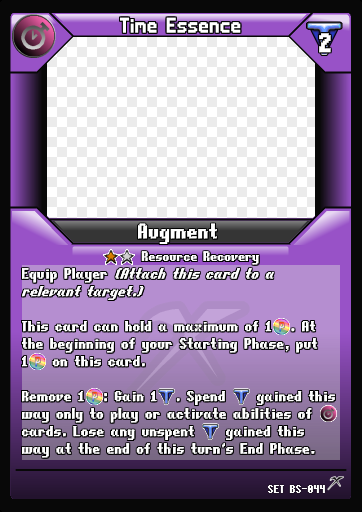 Time Essence
2
Augment
Resource Recovery
Equip Player (Attach this card to a
relevant target.)
This card can hold a maximum of 1. At
the beginning of your Starting Phase, put
1 on this card.
Remove 1: Gain 1. Spend gained this
way only to play or activate abilities of
cards. Lose any unspent gained this
way at the end of this turn's End Phase.
SET BS-044